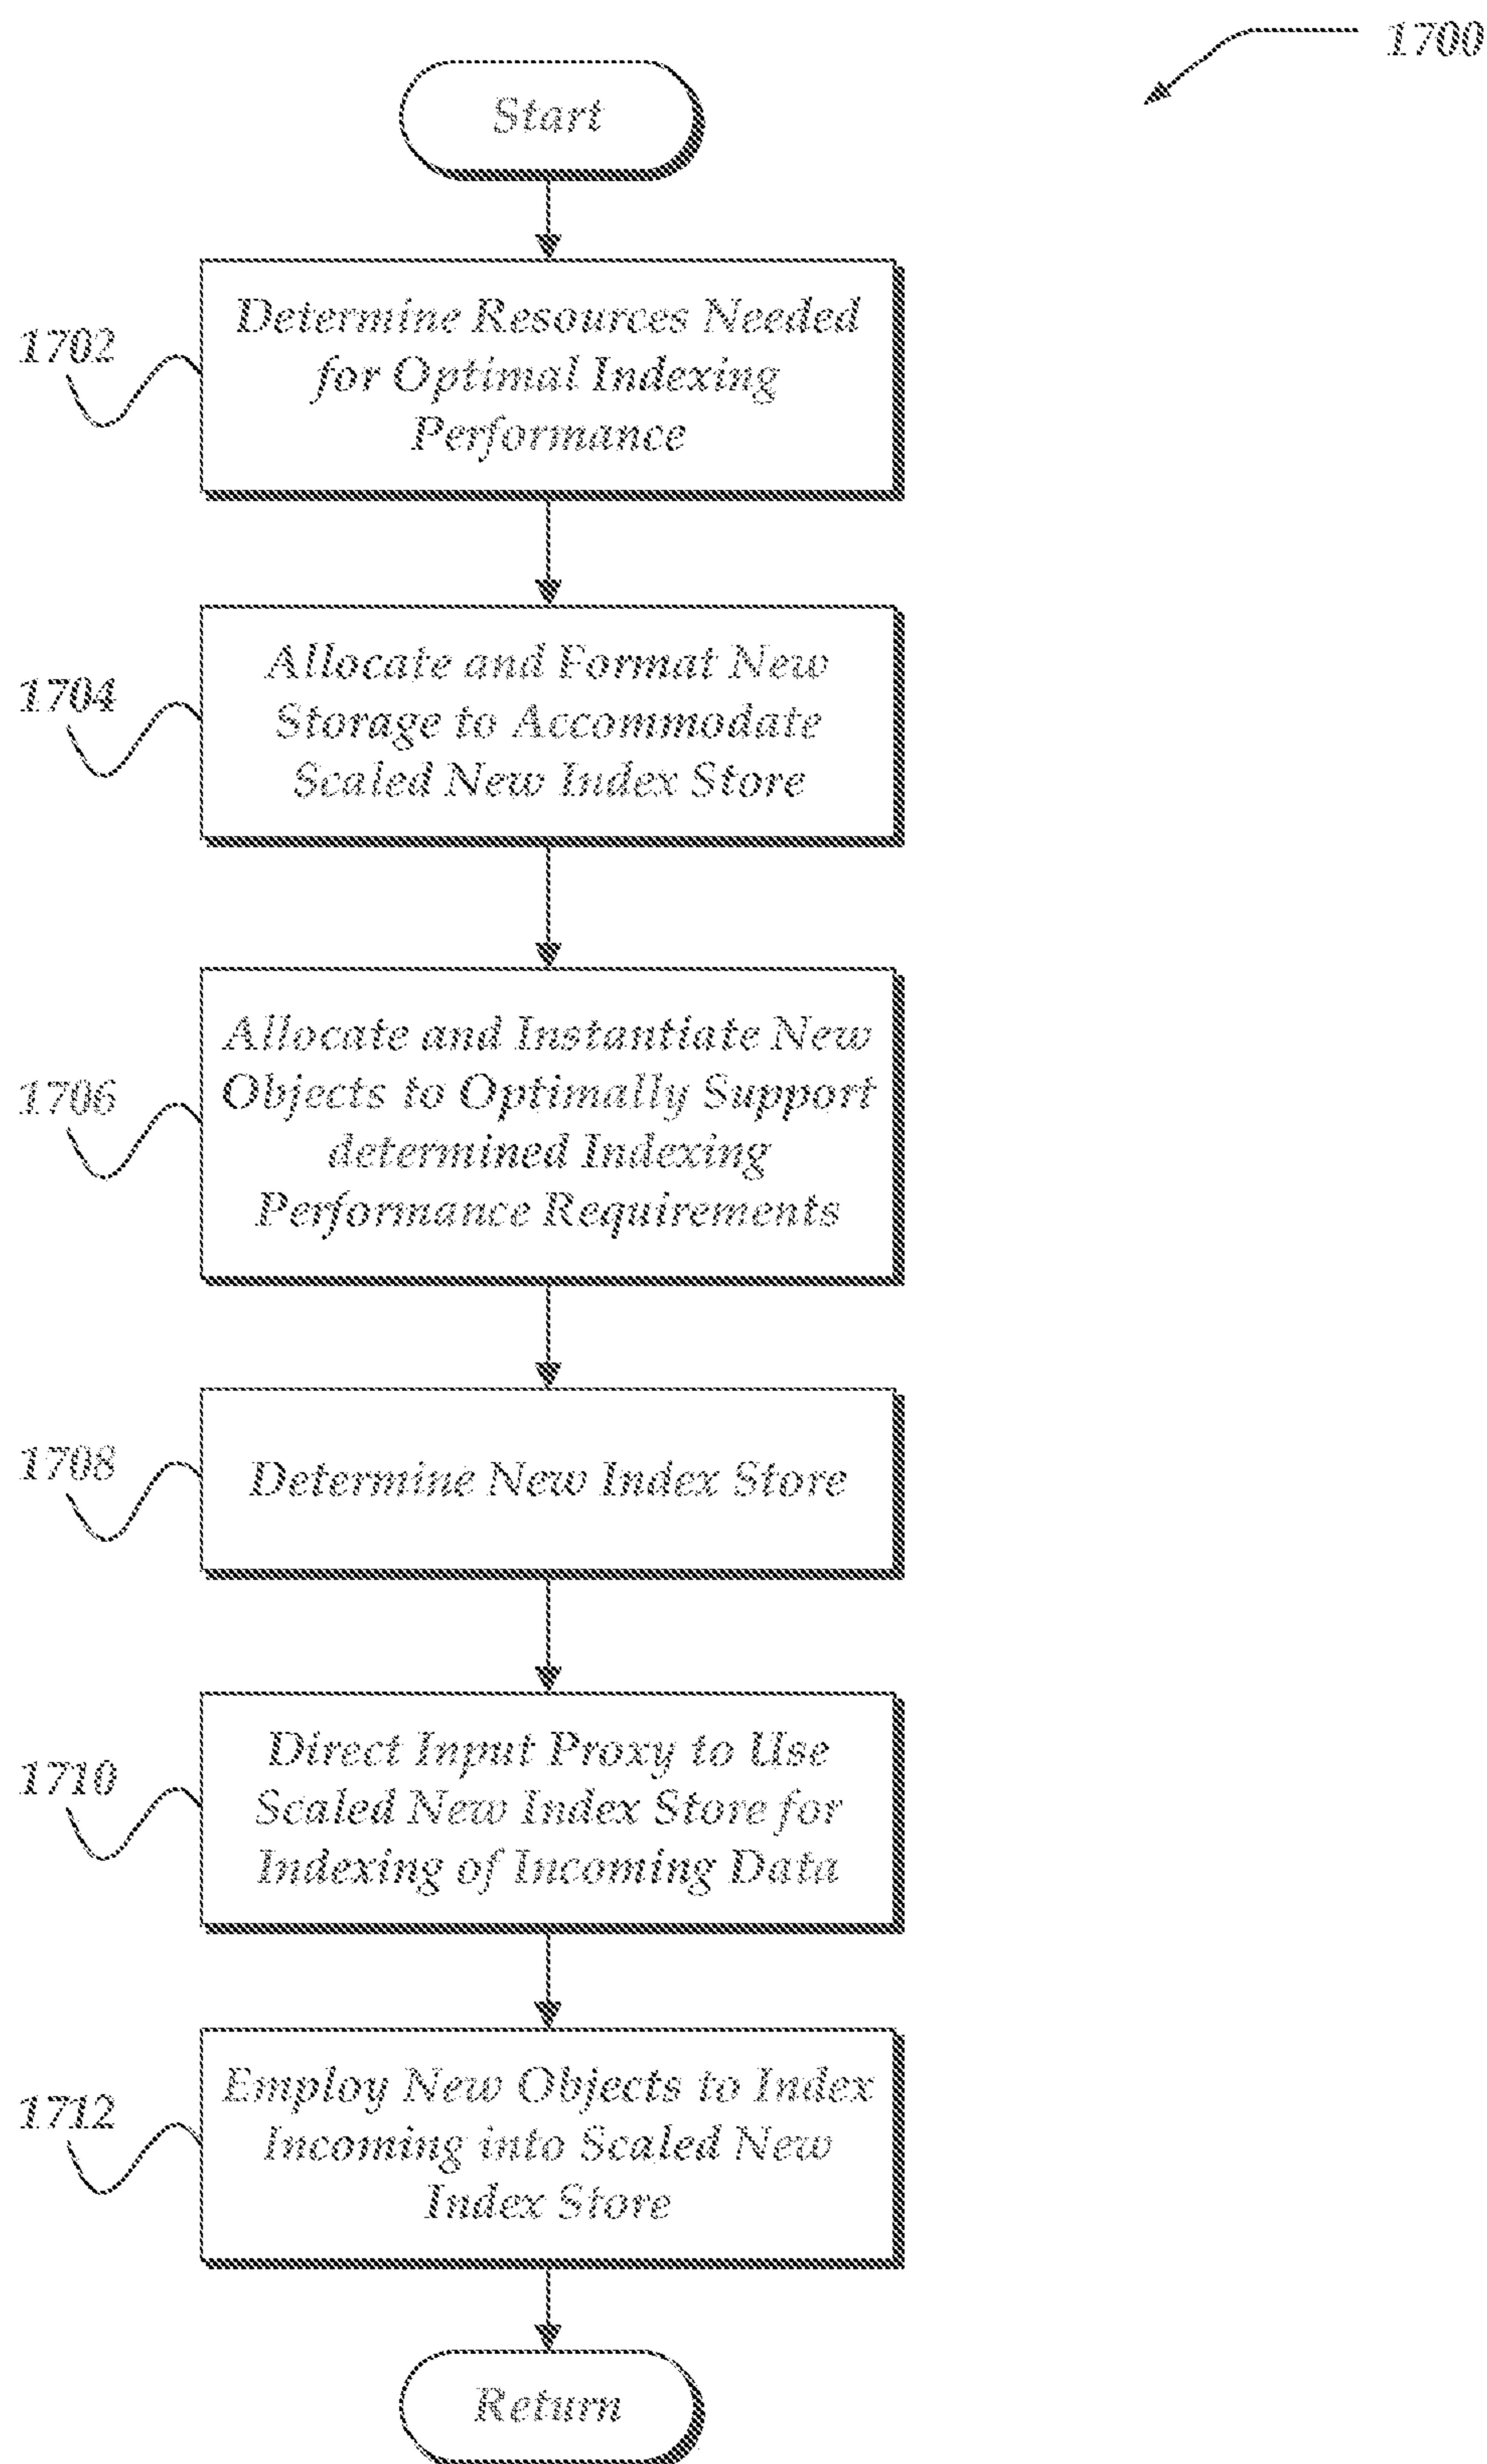 1700
Start
1702
Determine Resources Needed
for Optimal Indexing
Performance
1704
Allocate and Format New
Storage to Accommodate
Scaled New Index Store
1706
Allocate and Instantiate New
Objects to Optimally Support
determined Indexing
Performance Requirements
1708
Determine New Index Store
1710
Direct Input Proxy to Use
Scaled New Index Store for
Indexing of Incoming Data
1712
Employ New Objects to Index
Incoming into Scaled New
Index Store
Return